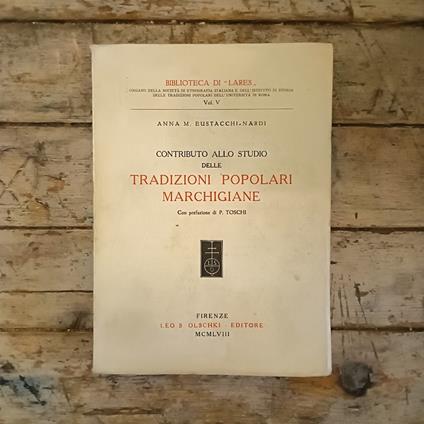 BIBLIOTECA DI "LARES"
ORGANO DELLA SOCIETÀ DI ETNOGRAFIA ITALIANA E DELL'ISTITUTO DI STORIA
DELLE TRADIZIONI POPOLARI DELL'UNIVERSITÀ DI ROMA
Vol. V
ANNA M. EUSTACCHI-NARDI
CONTRIBUTO ALLO STUDIO
DELLE
TRADIZIONI POPOLARI
MARCHIGIANE
Con prefazione di P. TOSCHI
FIRENZE
LEO S. OLSCHKI - EDITORE
MCMLVIII